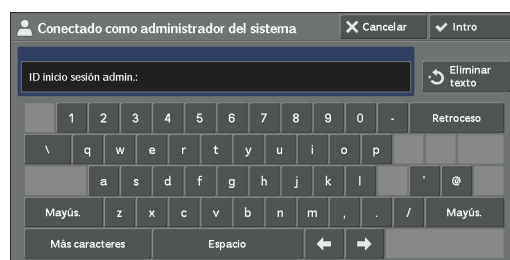 Conectado como administrador del sistema
Cancelar
Intro
ID inicio sesión admin.:
Eliminar
texto
1 2 3 4 5 6 7 8 9 0 - Retroceso
\ q w e r t y u i o p
a s d f g h j k l ' @
Mayús. z x c v b n m , . / Mayús.
Más caracteres Espacio